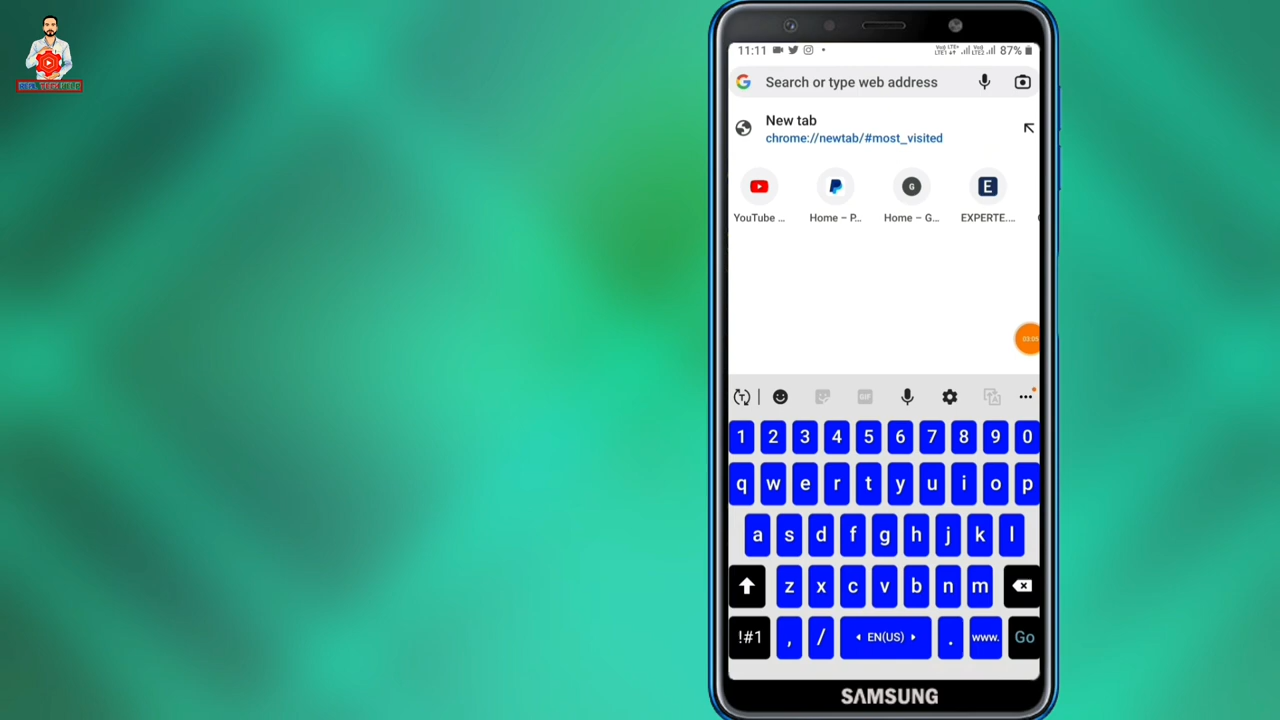 11:11
87%
Search or type web address
New tab
chrome://newtab/#most_visited
YouTube ...
Home – P...
Home – G...
EXPERTE....
GIF
1 2 3 4 5 6 7 8 9 0
q w e r t y u i o p
a s d f g h j k l
z x c v b n m
!#1 , / EN(US) . www. Go
SAMSUNG